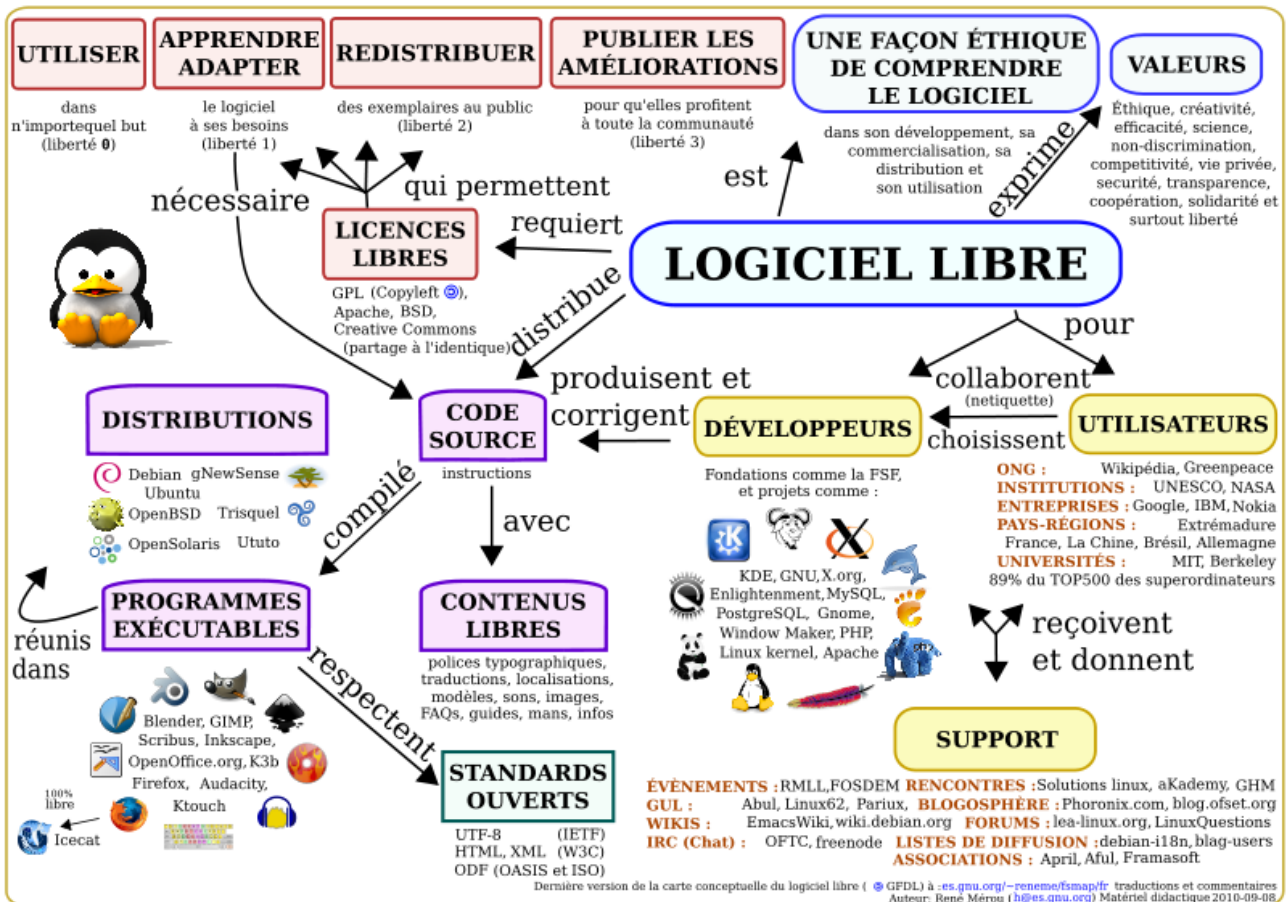 UTILISER
dans
n'importequel but
(liberté 0)
APPRENDRE
ADAPTER
le logiciel
à ses besoins
(liberté 1)
REDISTRIBUER
des exemplaires au public
(liberté 2)
PUBLIER LES
AMÉLIORATIONS
pour qu'elles profitent
à toute la communauté
(liberté 3)
UNE FAÇON ÉTHIQUE
DE COMPRENDRE
LE LOGICIEL
dans son développement, sa
commercialisation, sa
distribution et
son utilisation
VALEURS
Éthique, créativité,
efficacité, science,
non-discrimination,
competitivité, vie privée,
securité, transparence,
coopération, solidarité et
surtout liberté
nécessaire
qui permettent
est
exprime
requiert
LICENCES
LIBRES
GPL (Copyleft),
Apache, BSD,
Creative Commons
(partage à l'identique)
LOGICIEL LIBRE
distribue
pour
produisent et
corrigent
collaborent
(netiquette)
choisissent
DISTRIBUTIONS
Debian gNewSense
Ubuntu
OpenBSD Trisquel
OpenSolaris Ututo
CODE
SOURCE
instructions
DÉVELOPPEURS
Fondations comme la FSF,
et projets comme :
KDE, GNU, X.org,
Enlightenment, MySQL,
PostgreSQL, Gnome,
Window Maker, PHP,
Linux kernel, Apache
UTILISATEURS
ONG : Wikipédia, Greenpeace
INSTITUTIONS : UNESCO, NASA
ENTREPRISES : Google, IBM, Nokia
PAYS-RÉGIONS : Extrémadure
France, La Chine, Brésil, Allemagne
UNIVERSITÉS : MIT, Berkeley
89% du TOP500 des superordinateurs
compilé
avec
réunis
dans
PROGRAMMES
EXÉCUTABLES
Blender, GIMP,
Scribus, Inkscape,
OpenOffice.org, K3b
Firefox, Audacity,
Ktouch
100%
libre
Icecat
respectent
CONTENUS
LIBRES
polices typographiques,
traductions, localisations,
modèles, sons, images,
FAQs, guides, mans, infos
STANDARDS
OUVERTS
UTF-8 (IETF)
HTML, XML (W3C)
ODF (OASIS et ISO)
reçoivent
et donnent
SUPPORT
ÉVÈNEMENTS : RMLL, FOSDEM RENCONTRES : Solutions linux, aKademy, GHM
GUL : Abul, Linux62, Pariux, BLOGOSPHÈRE : Phoronix.com, blog.ofset.org
WIKIS : EmacsWiki, wiki.debian.org FORUMS : lea-linux.org, LinuxQuestions
IRC (Chat) : OFTC, freenode LISTES DE DIFFUSION : debian-i18n, blag-users
ASSOCIATIONS : April, Aful, Framasoft
Dernière version de la carte conceptuelle du logiciel libre ( GFDL) à :es.gnu.org/~reneme/fsmap/fr traductions et commentaires
Auteur: René Mérou (h@es.gnu.org) Matériel didactique 2010-09-08